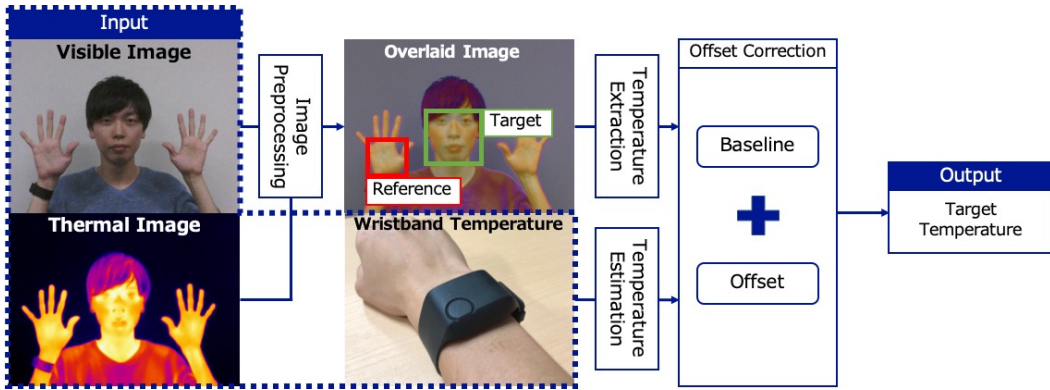 Input
Visible Image
Image
Preprocessing
Overlaid Image
Target
Reference
Temperature
Extraction
Offset Correction
Baseline
Output
Target
Temperature
Thermal Image
Wristband Temperature
Temperature
Estimation
Offset